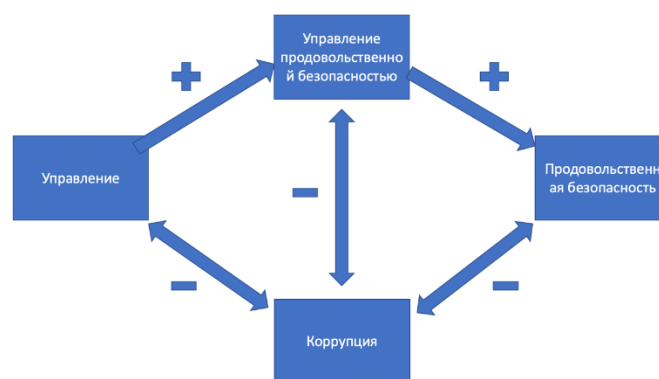 Управление
продовольственно
й безопасностью
Управление
Продовольственн
ая безопасность
Коррупция